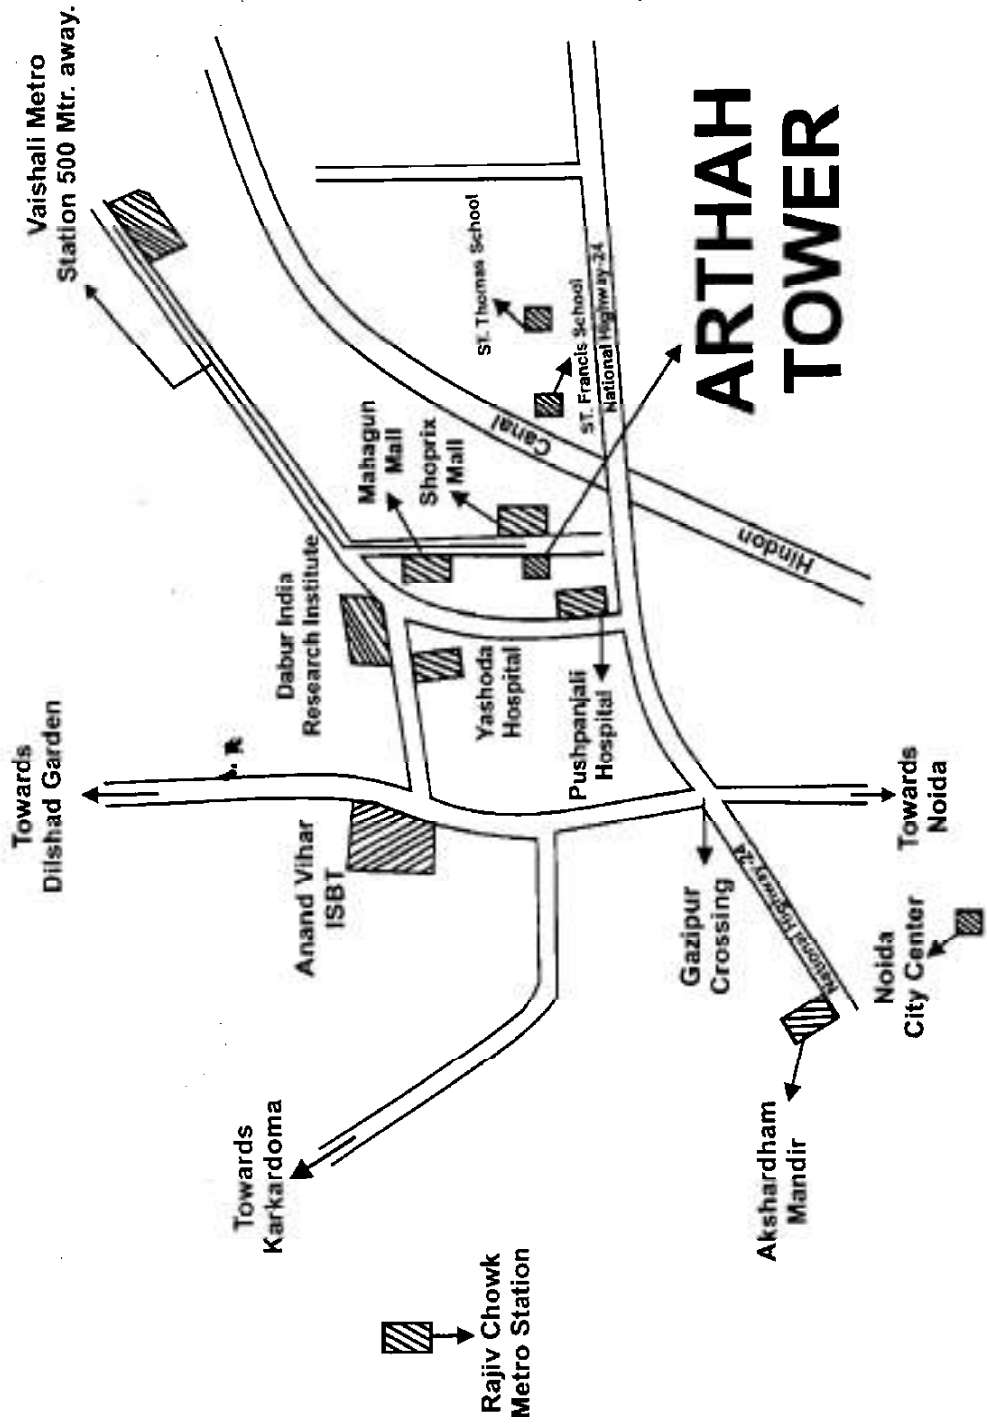 Vaishali Metro
Station 500 Mtr. away.
ST. Thomas School
ST. Francis School
National Highway-24
ARTHAH
TOWER
Canal
Hindon
Mahagun
Mall
Shoprix
Mall
Dabur India
Research Institute
Yashoda
Hospital
Pushpanjali
Hospital
Towards
Dilshad Garden
Anand Vihar
ISBT
Towards
Noida
Gazipur
Crossing
National Highway-24
Noida
City Center
Towards
Karkardoma
Akshardham
Mandir
Rajiv Chowk
Metro Station